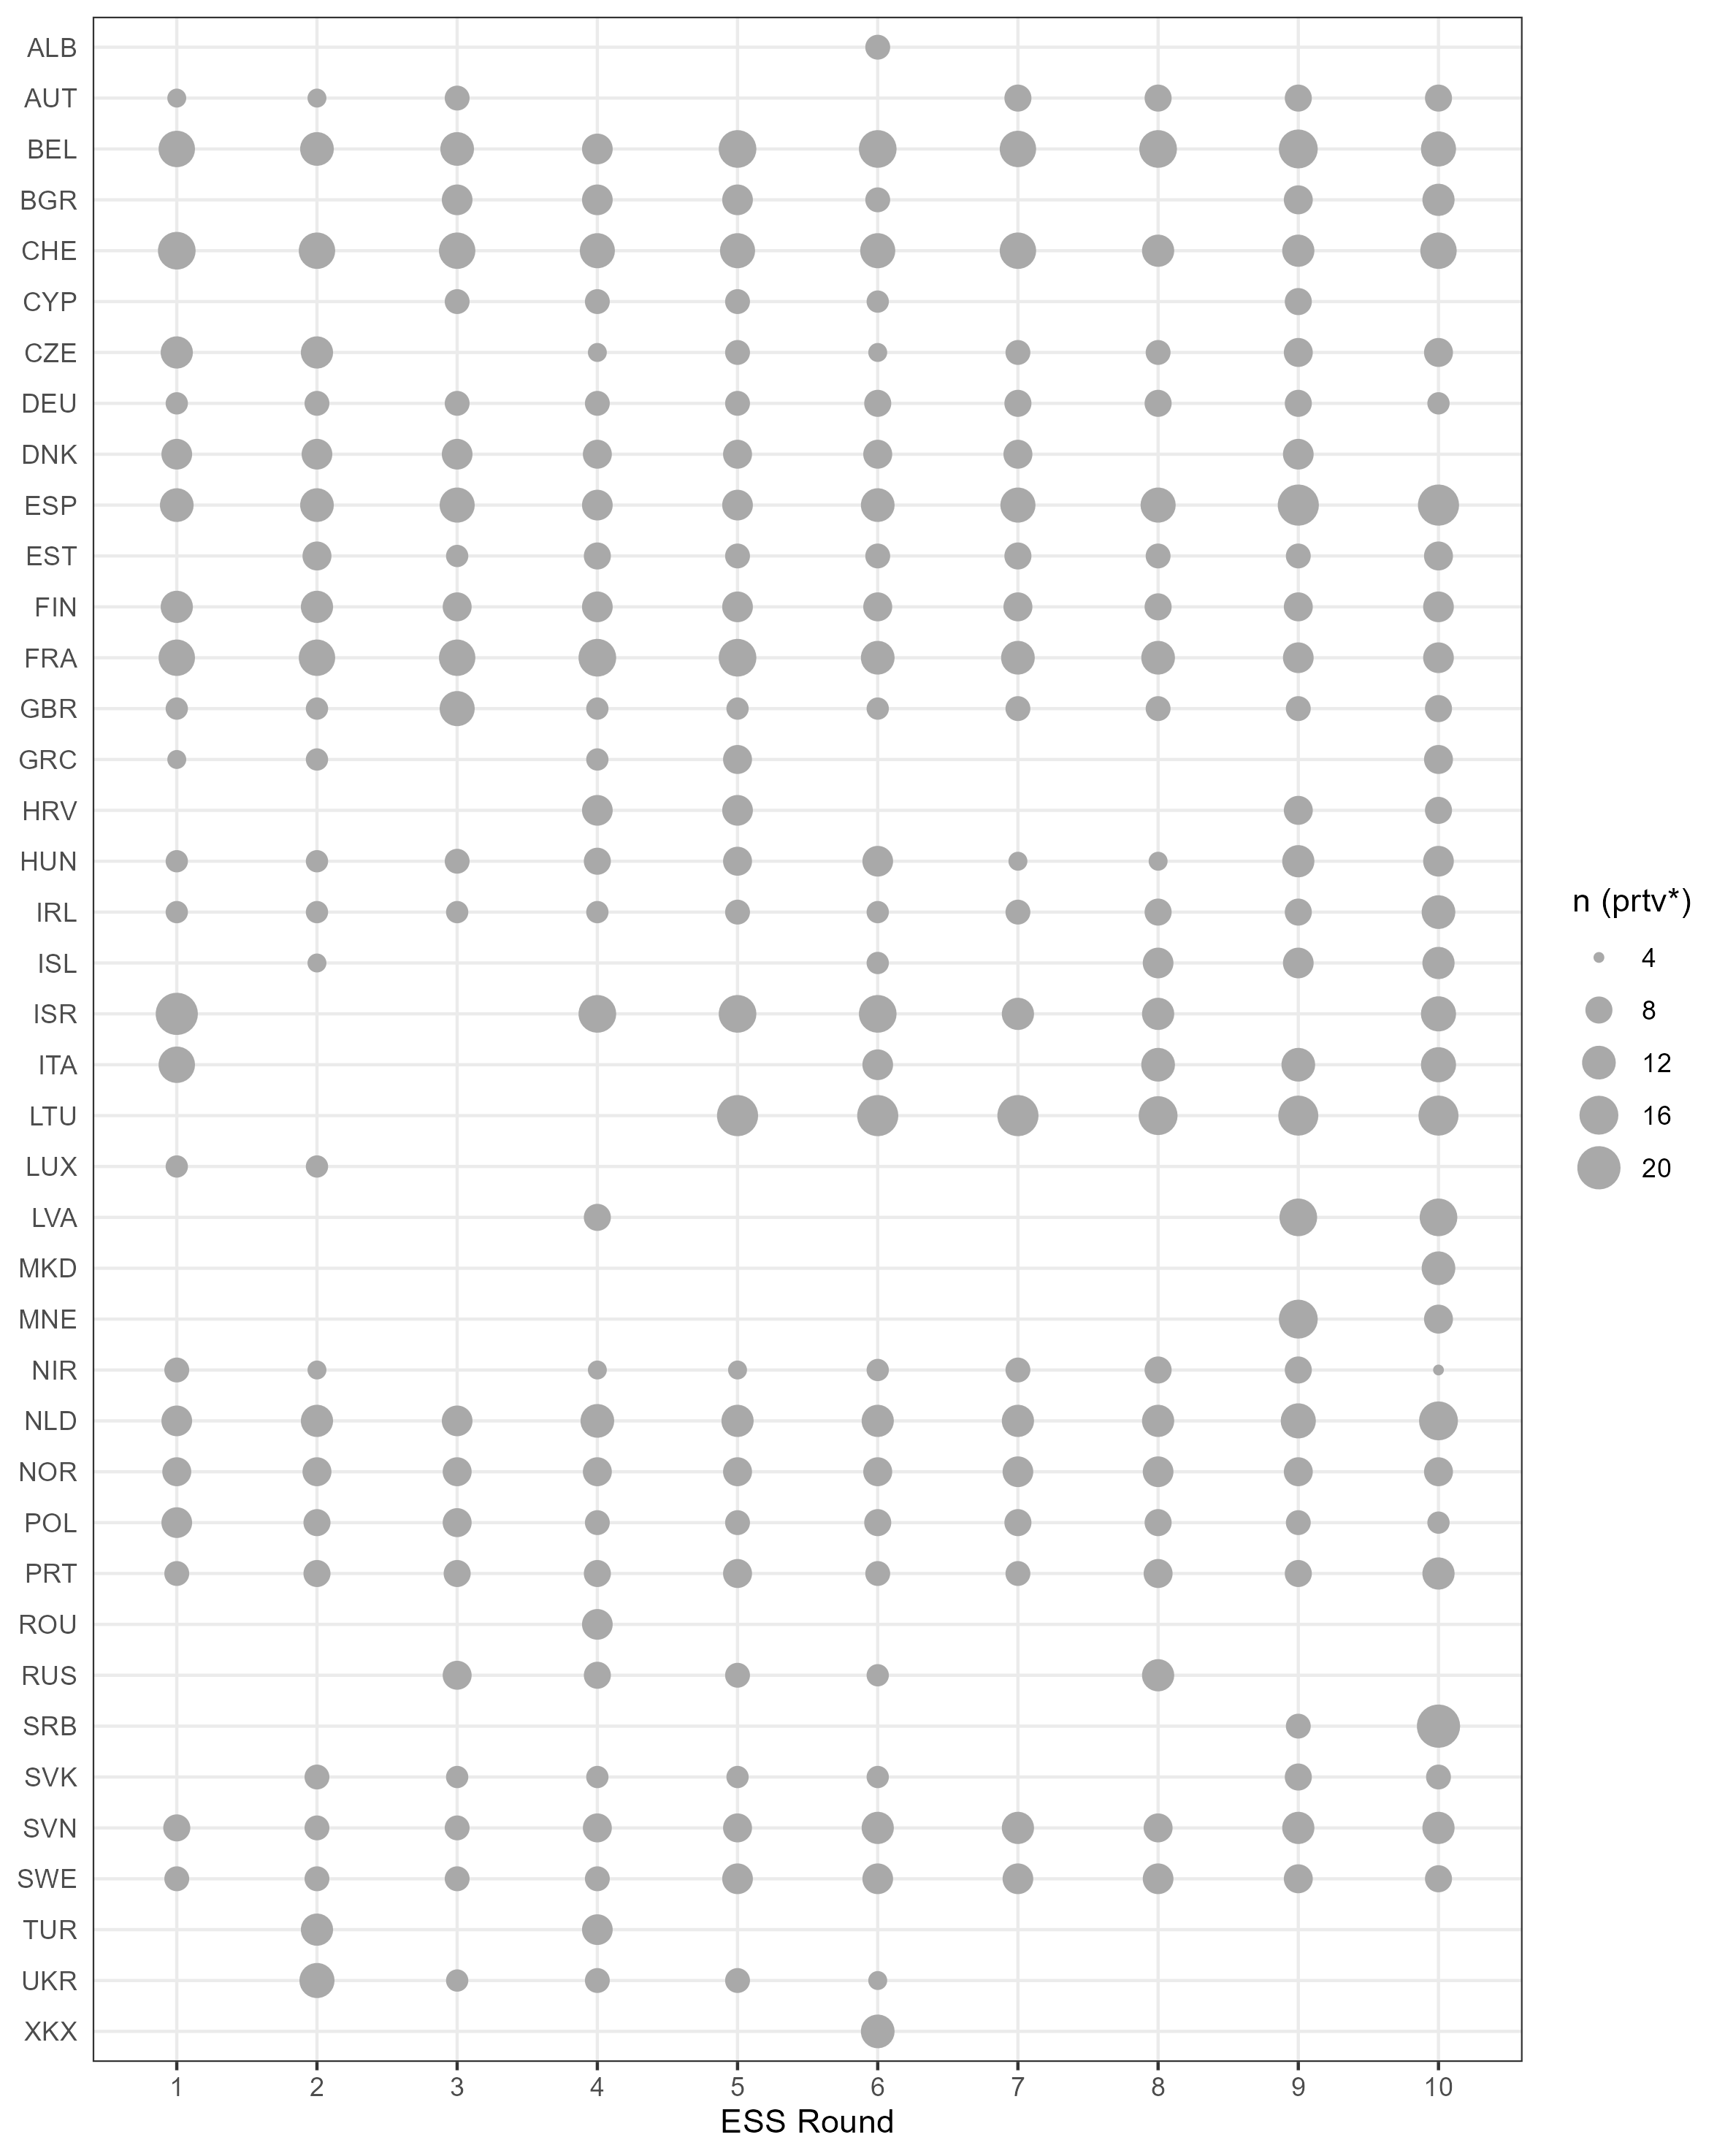 ALB
AUT
BEL
BGR
CHE
CYP
CZE
DEU
DNK
ESP
EST
FIN
FRA
GBR
GRC
HRV
HUN
IRL
ISL
ISR
ITA
LTU
LUX
LVA
MKD
MNE
NIR
NLD
NOR
POL
PRT
ROU
RUS
SRB
SVK
SVN
SWE
TUR
UKR
XKX
1 2 3 4 5 6 7 8 9 10
ESS Round
n (prtv*)
4
8
12
16
20